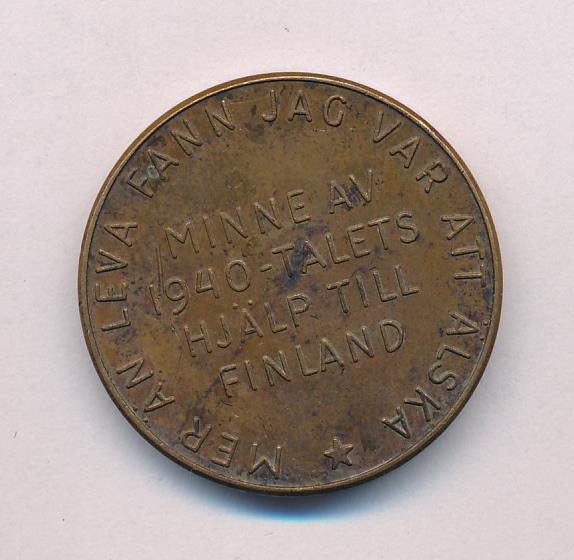 MER ÄN LEVA FANN JAG VAR ATT ÄLSKA
MINNE AV
1940-TALETS
HJÄLP TILL
FINLAND